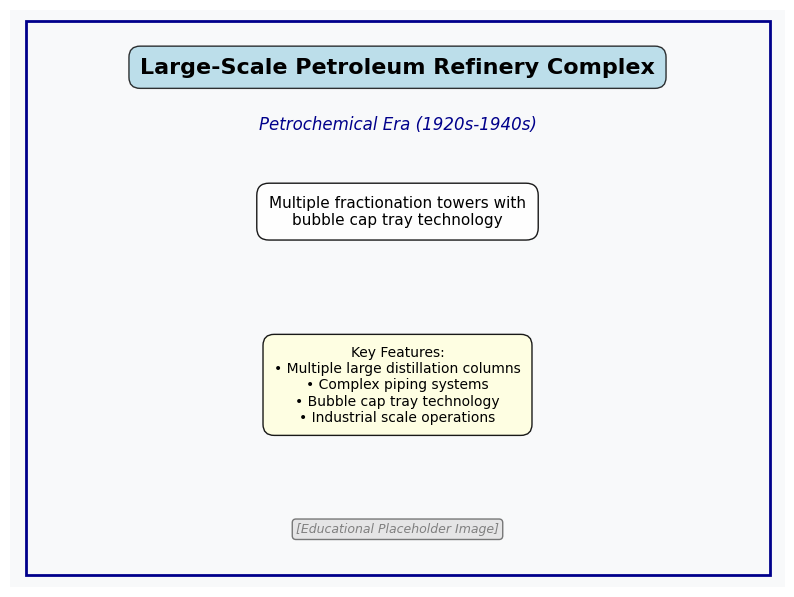 Large-Scale Petroleum Refinery Complex
Petrochemical Era (1920s-1940s)
Multiple fractionation towers with
bubble cap tray technology
Key Features:
• Multiple large distillation columns
• Complex piping systems
• Bubble cap tray technology
• Industrial scale operations
[Educational Placeholder Image]